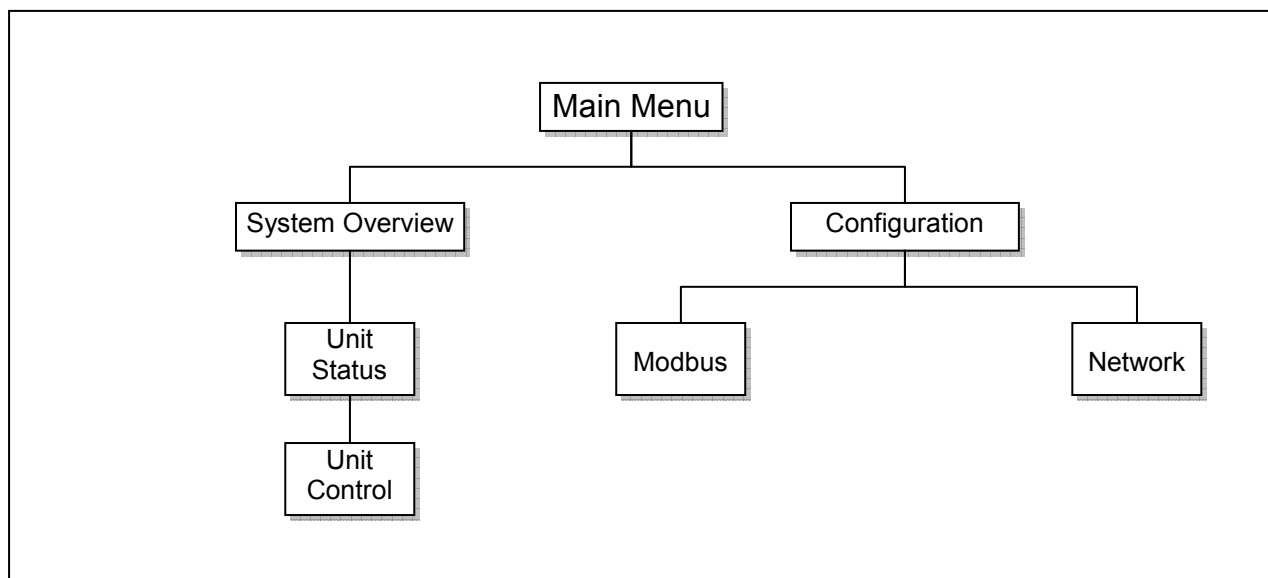 Main Menu
System Overview
Configuration
Unit
Status
Modbus
Network
Unit
Control